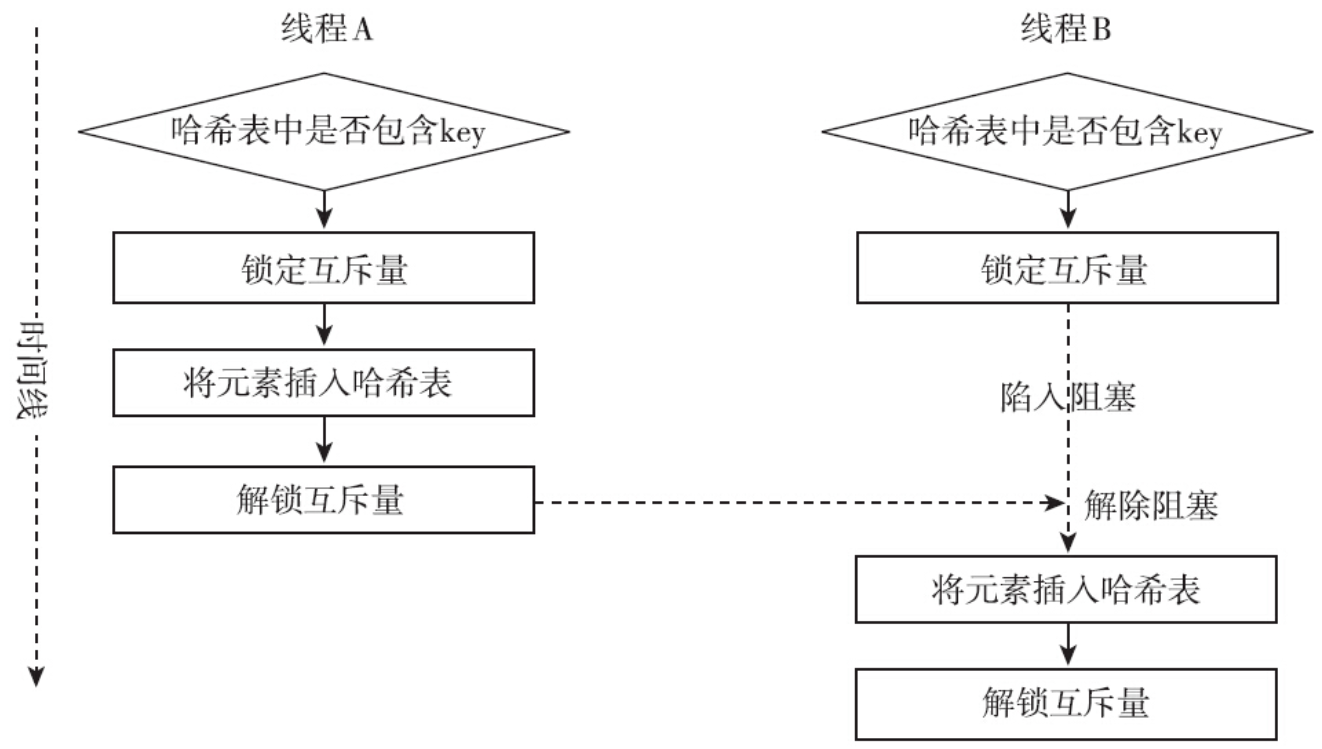 线程A
线程B
哈希表中是否包含key
哈希表中是否包含key
锁定互斥量
锁定互斥量
时间线
将元素插入哈希表
陷入阻塞
解锁互斥量
解除阻塞
将元素插入哈希表
解锁互斥量